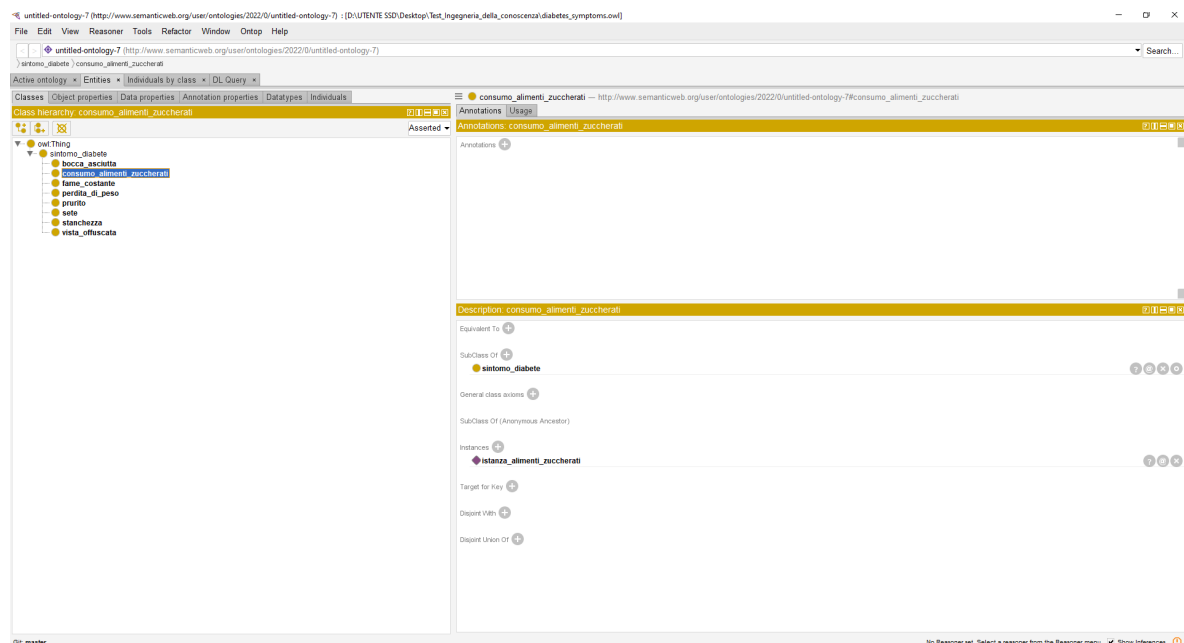 untitled-ontology-7 (http://www.semanticweb.org/user/ontologies/2022/0/untitled-ontology-7) : [D:\UTENTE SSD\Desktop\Test_Ingegneria_della_conoscenza\diabetes_symptoms.owl]
File Edit View Reasoner Tools Refactor Window Ontop Help
untitled-ontology-7 (http://www.semanticweb.org/user/ontologies/2022/0/untitled-ontology-7)
Search...
sintomo_diabete consumo_alimenti_zuccherati
Active ontology × Entities × Individuals by class × DL Query ×
Classes Object properties Data properties Annotation properties Datatypes Individuals
Class hierarchy: consumo_alimenti_zuccherati
Asserted
owl:Thing
sintomo_diabete
bocca_asciutta
consumo_alimenti_zuccherati
fame_costante
perdita_di_peso
prurito
sete
stanchezza
vista_offuscata
consumo_alimenti_zuccherati — http://www.semanticweb.org/user/ontologies/2022/0/untitled-ontology-7#consumo_alimenti_zuccherati
Annotations Usage
Annotations: consumo_alimenti_zuccherati
Annotations
Description: consumo_alimenti_zuccherati
Equivalent To
SubClass Of
sintomo_diabete
General class axioms
SubClass Of (Anonymous Ancestor)
Instances
istanza_alimenti_zuccherati
Target for Key
Disjoint With
Disjoint Union Of
Git: master
No Reasoner set. Select a reasoner from the Reasoner menu Show Inferences